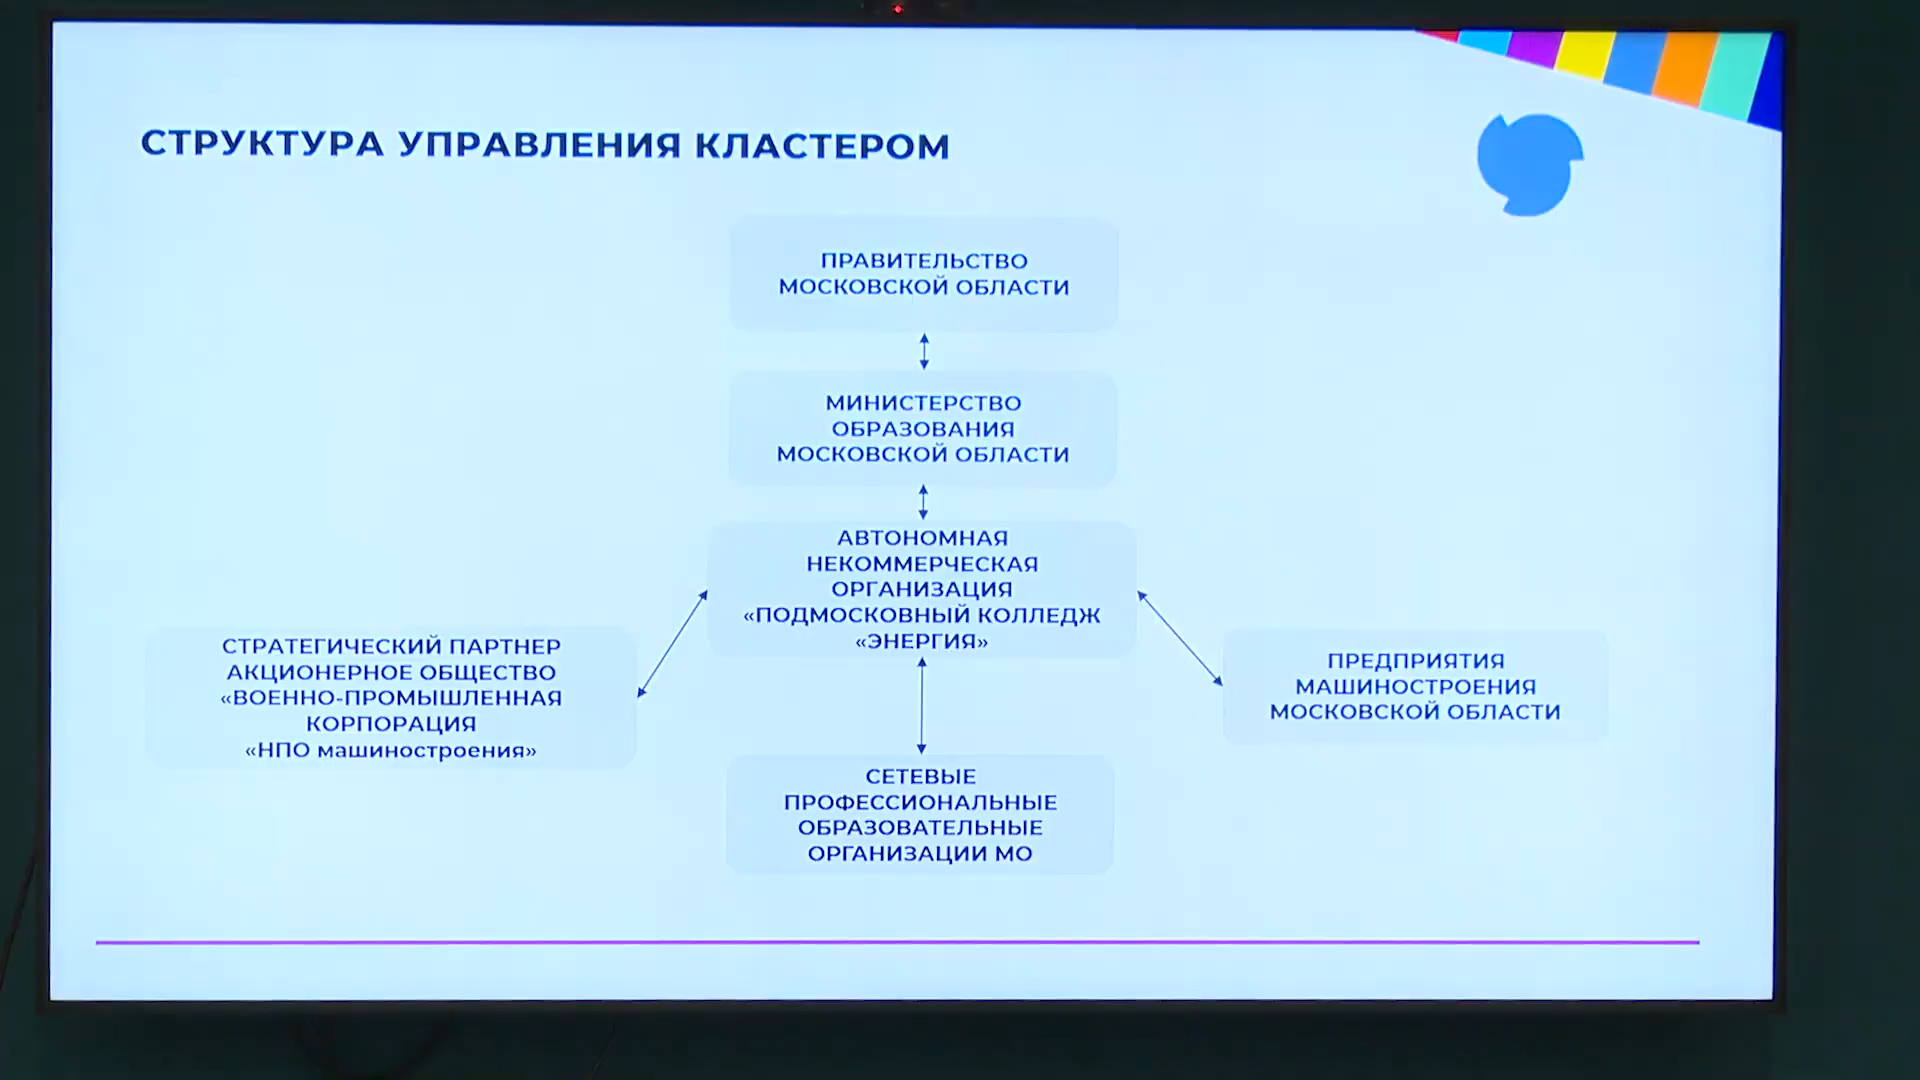 СТРУКТУРА УПРАВЛЕНИЯ КЛАСТЕРОМ
ПРАВИТЕЛЬСТВО
МОСКОВСКОЙ ОБЛАСТИ
МИНИСТЕРСТВО
ОБРАЗОВАНИЯ
МОСКОВСКОЙ ОБЛАСТИ
АВТОНОМНАЯ
НЕКОММЕРЧЕСКАЯ
ОРГАНИЗАЦИЯ
«ПОДМОСКОВНЫЙ КОЛЛЕДЖ
«ЭНЕРГИЯ»
СТРАТЕГИЧЕСКИЙ ПАРТНЕР
АКЦИОНЕРНОЕ ОБЩЕСТВО
«ВОЕННО-ПРОМЫШЛЕННАЯ
КОРПОРАЦИЯ
«НПО машиностроения»
ПРЕДПРИЯТИЯ
МАШИНОСТРОЕНИЯ
МОСКОВСКОЙ ОБЛАСТИ
СЕТЕВЫЕ
ПРОФЕССИОНАЛЬНЫЕ
ОБРАЗОВАТЕЛЬНЫЕ
ОРГАНИЗАЦИИ МО